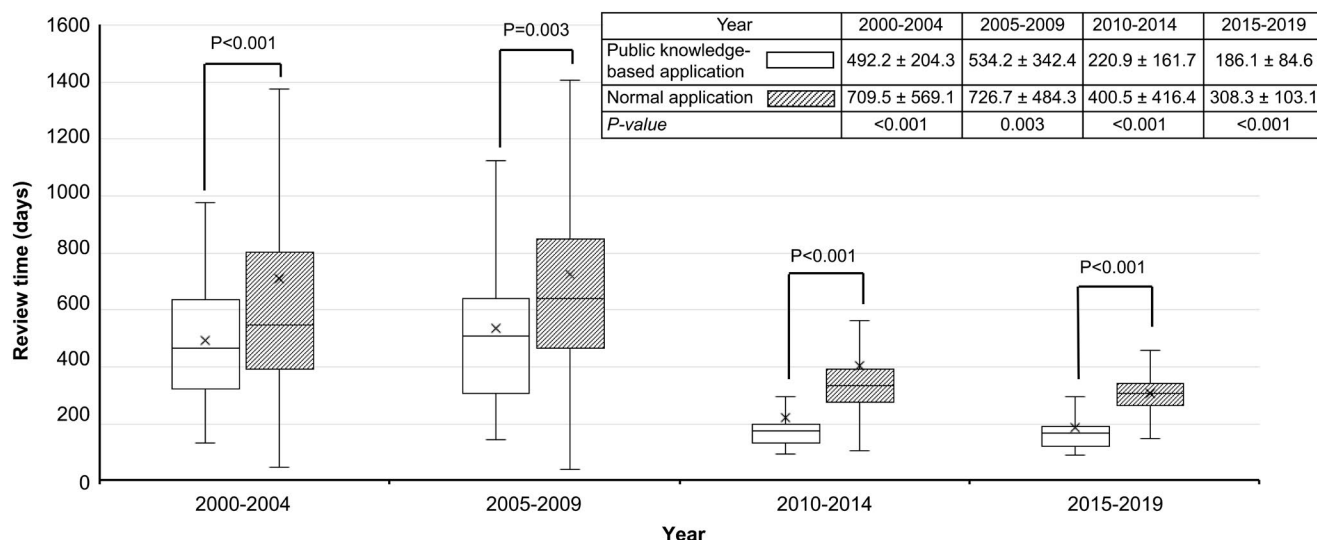 1600
1400
1200
1000
800
600
400
200
0
Review time (days)
P<0.001
P=0.003
P<0.001
P<0.001
2000-2004
2005-2009
2010-2014
2015-2019
Year
Year 2000-2004 2005-2009 2010-2014 2015-2019
Public knowledge-
based application 492.2 ± 204.3 534.2 ± 342.4 220.9 ± 161.7 186.1 ± 84.6
Normal application 709.5 ± 569.1 726.7 ± 484.3 400.5 ± 416.4 308.3 ± 103.1
P-value <0.001 0.003 <0.001 <0.001